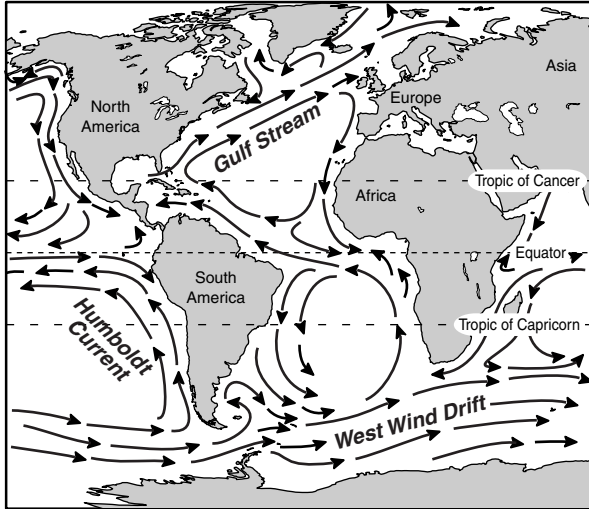 Asia
North
America
Europe
Gulf Stream
Tropic of Cancer
Africa
Equator
South
America
Humboldt
Current
Tropic of Capricorn
West Wind Drift